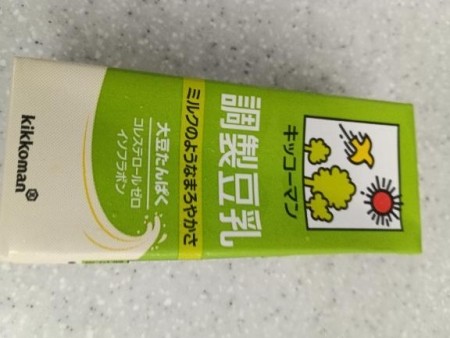 キッコーマン
調製豆乳
ミルクのようなまろやかさ
大豆たんぱく
コレステロールゼロ
イソフラボン
kikkoman